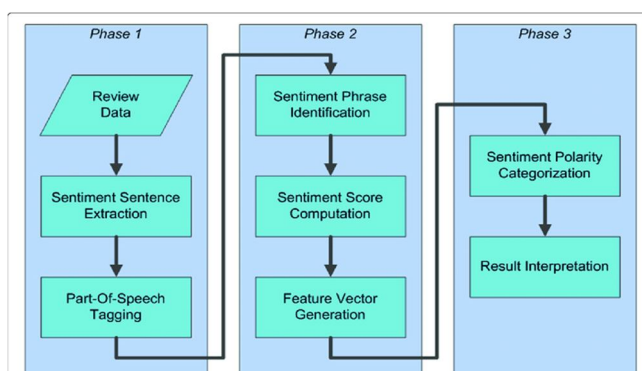 Phase 1
Review
Data
Sentiment Sentence
Extraction
Part-Of-Speech
Tagging
Phase 2
Sentiment Phrase
Identification
Sentiment Score
Computation
Feature Vector
Generation
Phase 3
Sentiment Polarity
Categorization
Result Interpretation